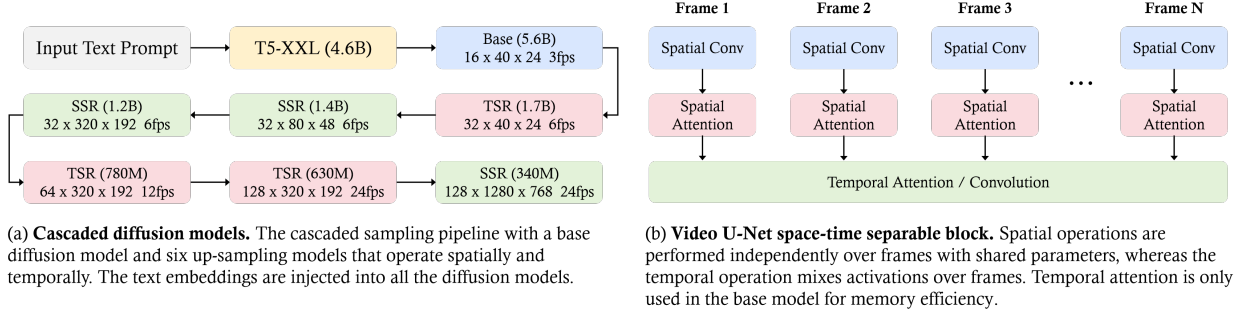 Input Text Prompt
T5-XXL (4.6B)
Base (5.6B)
16 x 40 x 24 3fps
SSR (1.2B)
32 x 320 x 192 6fps
SSR (1.4B)
32 x 80 x 48 6fps
TSR (1.7B)
32 x 40 x 24 6fps
TSR (780M)
64 x 320 x 192 12fps
TSR (630M)
128 x 320 x 192 24fps
SSR (340M)
128 x 1280 x 768 24fps
(a) Cascaded diffusion models. The cascaded sampling pipeline with a base
diffusion model and six up-sampling models that operate spatially and
temporally. The text embeddings are injected into all the diffusion models.
Frame 1
Frame 2
Frame 3
Frame N
Spatial Conv
Spatial Conv
Spatial Conv
Spatial Conv
...
Spatial
Attention
Spatial
Attention
Spatial
Attention
Spatial
Attention
Temporal Attention / Convolution
(b) Video U-Net space-time separable block. Spatial operations are
performed independently over frames with shared parameters, whereas the
temporal operation mixes activations over frames. Temporal attention is only
used in the base model for memory efficiency.